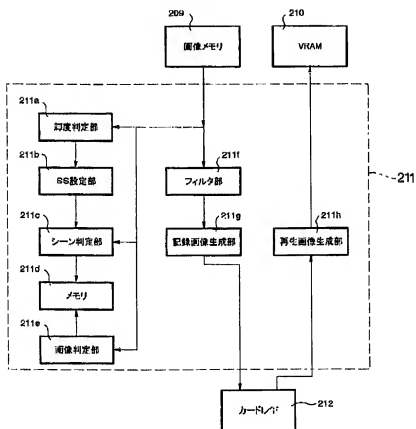 209
210
画像メモリ
VRAM
211a
輝度判定部
211b
211f
SS設定部
フィルタ部
211
211c
211g
211h
シーン判定部
記録画像生成部
再生画像生成部
211d
メモリ
211e
画像判定部
カードI/F
212